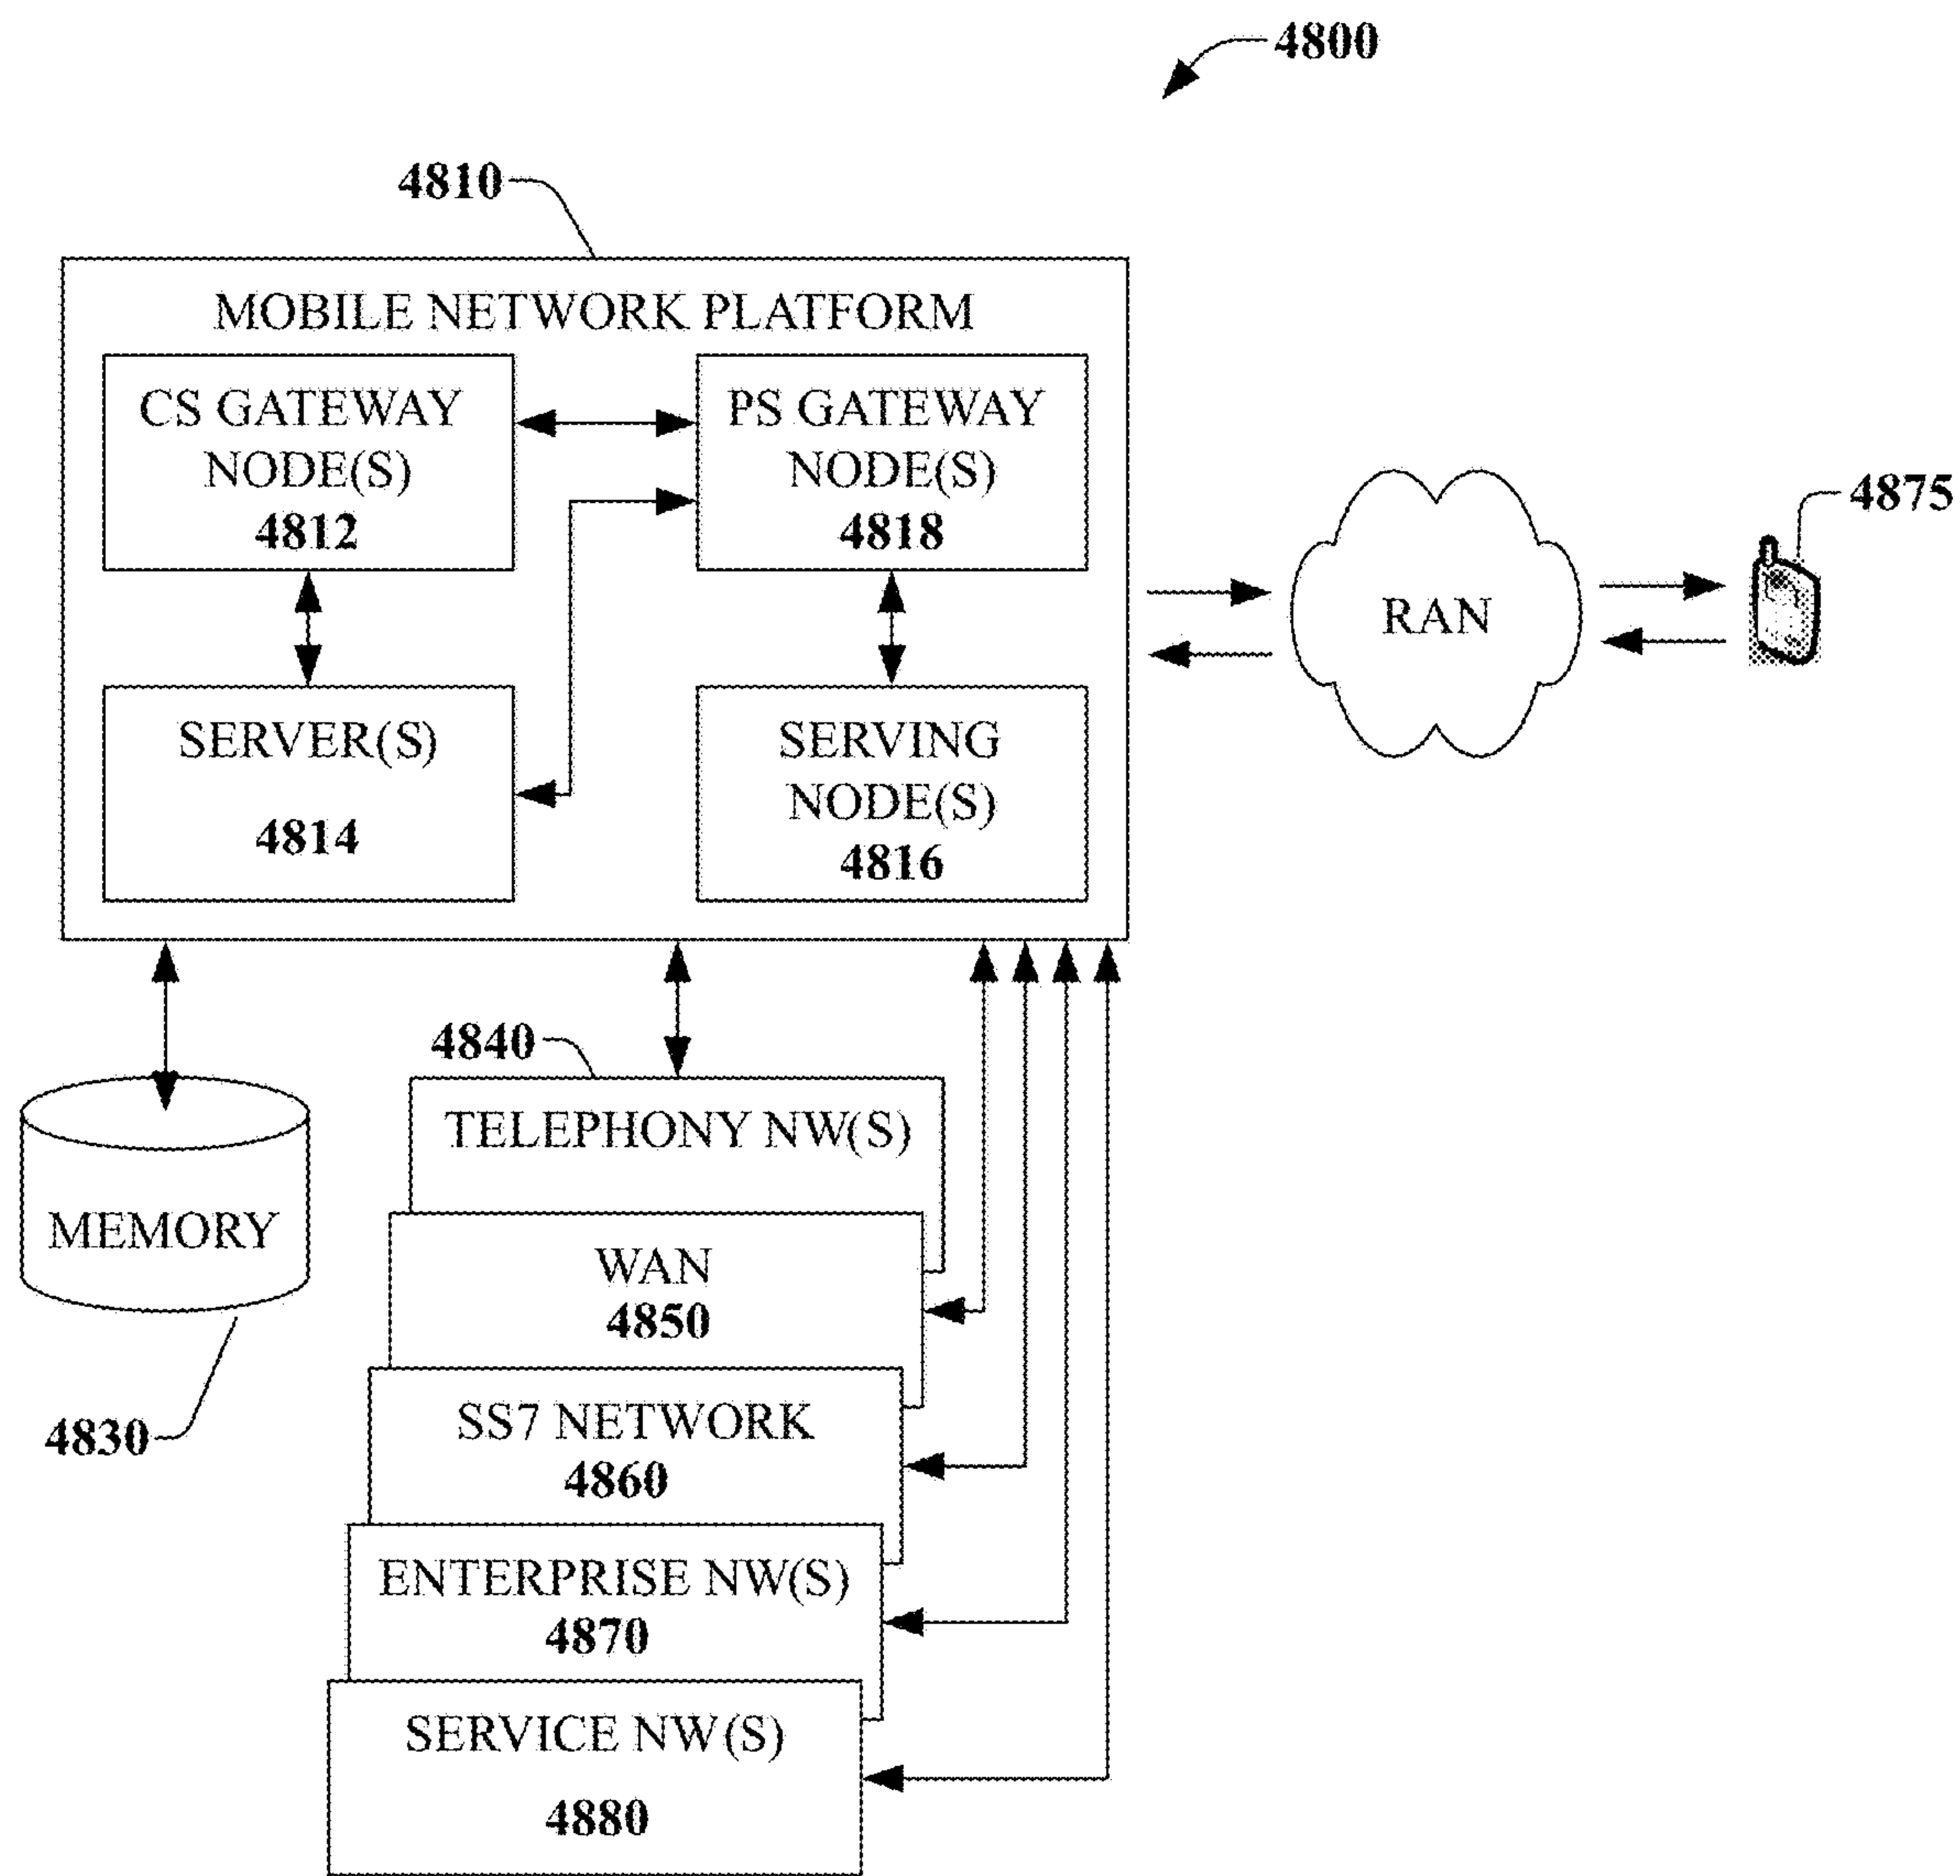 4800
4810
MOBILE NETWORK PLATFORM
CS GATEWAY
NODE(S)
4812
PS GATEWAY
NODE(S)
4818
SERVER(S)
4814
SERVING
NODE(S)
4816
RAN
4875
4840
TELEPHONY NW(S)
MEMORY
4830
WAN
4850
SS7 NETWORK
4860
ENTERPRISE NW(S)
4870
SERVICE NW(S)
4880